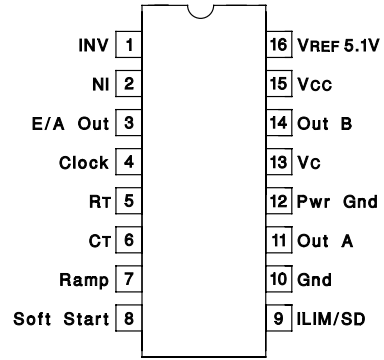 INV 1
NI 2
E/A Out 3
Clock 4
RT 5
CT 6
Ramp 7
Soft Start 8
16 VREF 5.1V
15 Vcc
14 Out B
13 Vc
12 Pwr Gnd
11 Out A
10 Gnd
9 ILIM/SD